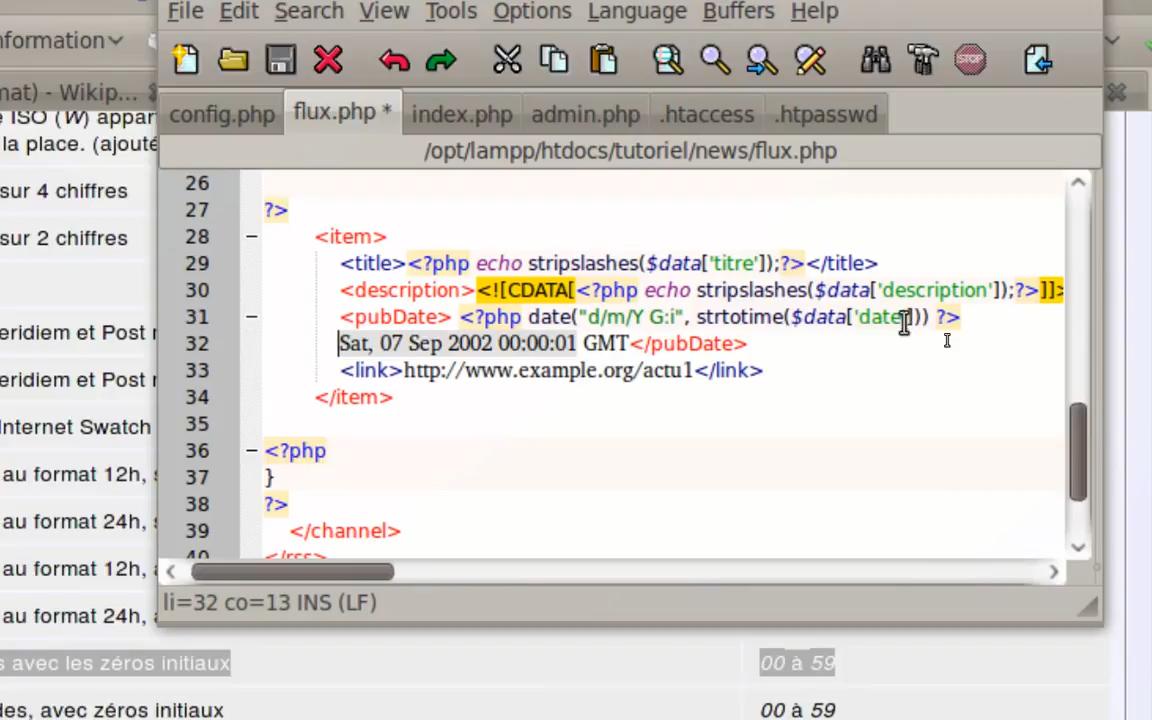 File Edit Search View Tools Options Language Buffers Help
nformation
STOP
mat) - Wikip...
config.php flux.php * index.php admin.php .htaccess .htpasswd
e ISO (W) appar
la place. (ajouté
/opt/lampp/htdocs/tutoriel/news/flux.php
sur 4 chiffres
sur 2 chiffres
eridiem et Post r
eridiem et Post r
nternet Swatch
au format 12h, s
au format 24h, s
au format 12h, a
au format 24h, a
26
27 ?>
28 <item>
29 <title><?php echo stripslashes($data['titre']);?></title>
30 <description><![CDATA[<?php echo stripslashes($data['description']);?>]]>
31 <pubDate> <?php date("d/m/Y G:i", strtotime($data['date'])) ?>
32 Sat, 07 Sep 2002 00:00:01 GMT</pubDate>
33 <link>http://www.example.org/actu1</link>
34 </item>
35
36 <?php
37 }
38 ?>
39 </channel>
40 </rss>
li=32 co=13 INS (LF)
s avec les zéros initiaux 00 à 59
des, avec zéros initiaux 00 à 59